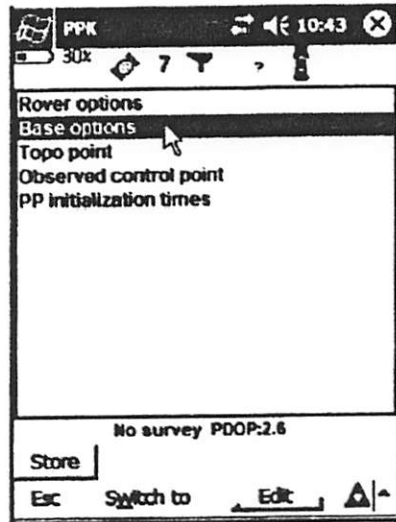 PPK 10:43
30% 7 ?
Rover options
Base options
Topo point
Observed control point
PP initialization times
No survey PDOP:2.6
Store
Esc Switch to Edit